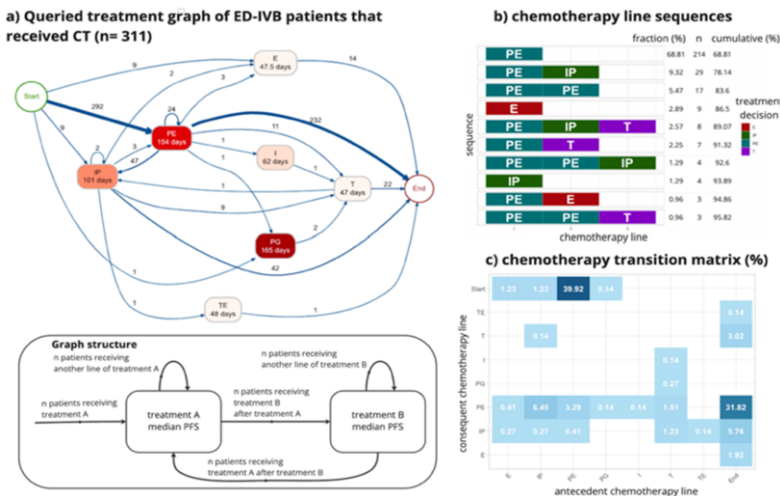 a) Queried treatment graph of ED-IVB patients that
received CT (n= 311)
Start
E
47.5 days
PE
154 days
IP
101 days
I
62 days
T
47 days
PG
165 days
TE
48 days
End
9
14
2
3
292
24
232
9
2
3
47
11
1
1
1
1
22
1
9
2
42
1
1
1
Graph structure
n patients receiving
another line of treatment A
n patients receiving
another line of treatment B
n patients receiving
treatment A
treatment A
median PFS
n patients receiving
treatment B
after treatment A
treatment B
median PFS
n patients receiving
treatment A after treatment B
b) chemotherapy line sequences
fraction (%) n cumulative (%)
PE 68.81 214 68.81
PE IP 9.32 29 78.14
PE PE 5.47 17 83.6
E 2.89 9 86.5
PE IP T 2.57 8 89.07
PE T 2.25 7 91.32
PE PE IP 1.29 4 92.6
IP 1.29 4 93.89
PE E 0.96 3 94.86
PE PE T 0.96 3 95.82
sequence
chemotherapy line
treatment
decision
E
IP
PE
T
c) chemotherapy transition matrix (%)
consequent chemotherapy line
Start 1.23 1.23 39.92 0.14
TE 0.14
T 0.14 3.02
I 0.14
PG 0.27
PE 0.41 6.45 3.29 0.14 0.14 1.51 31.82
IP 0.27 0.27 0.41 1.23 0.14 5.76
E 1.92
E IP PE PG I T TE End
antecedent chemotherapy line